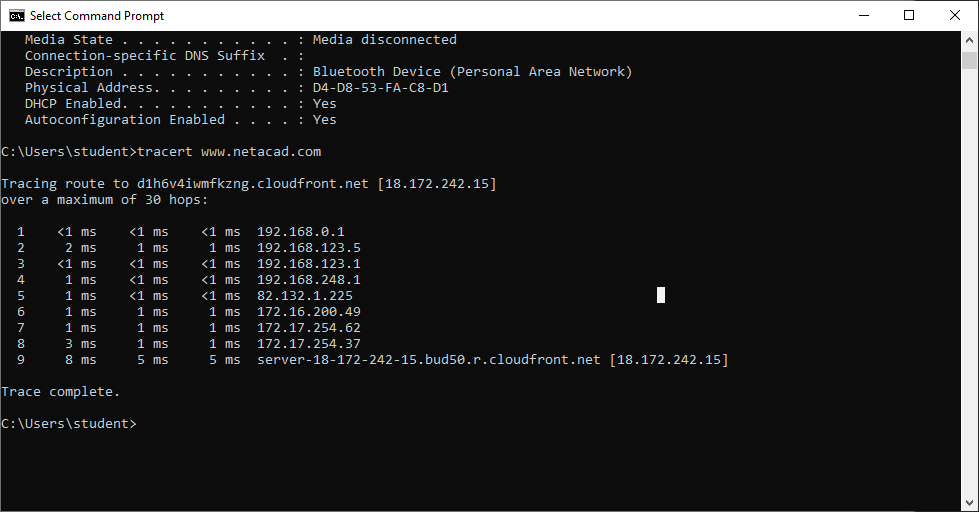 Select Command Prompt
   Media State . . . . . . . . . . . : Media disconnected
   Connection-specific DNS Suffix  . :
   Description . . . . . . . . . . . : Bluetooth Device (Personal Area Network)
   Physical Address. . . . . . . . . : D4-D8-53-FA-C8-D1
   DHCP Enabled. . . . . . . . . . . : Yes
   Autoconfiguration Enabled . . . . : Yes
C:\Users\student>tracert www.netacad.com
Tracing route to d1h6v4iwmfkzng.cloudfront.net [18.172.242.15]
over a maximum of 30 hops:
  1    <1 ms    <1 ms    <1 ms  192.168.0.1
  2     2 ms     1 ms     1 ms  192.168.123.5
  3    <1 ms    <1 ms    <1 ms  192.168.123.1
  4     1 ms    <1 ms    <1 ms  192.168.248.1
  5     1 ms    <1 ms    <1 ms  82.132.1.225
  6     1 ms     1 ms     1 ms  172.16.200.49
  7     1 ms     1 ms     1 ms  172.17.254.62
  8     3 ms     1 ms     1 ms  172.17.254.37
  9     8 ms     5 ms     5 ms  server-18-172-242-15.bud50.r.cloudfront.net [18.172.242.15]
Trace complete.
C:\Users\student>